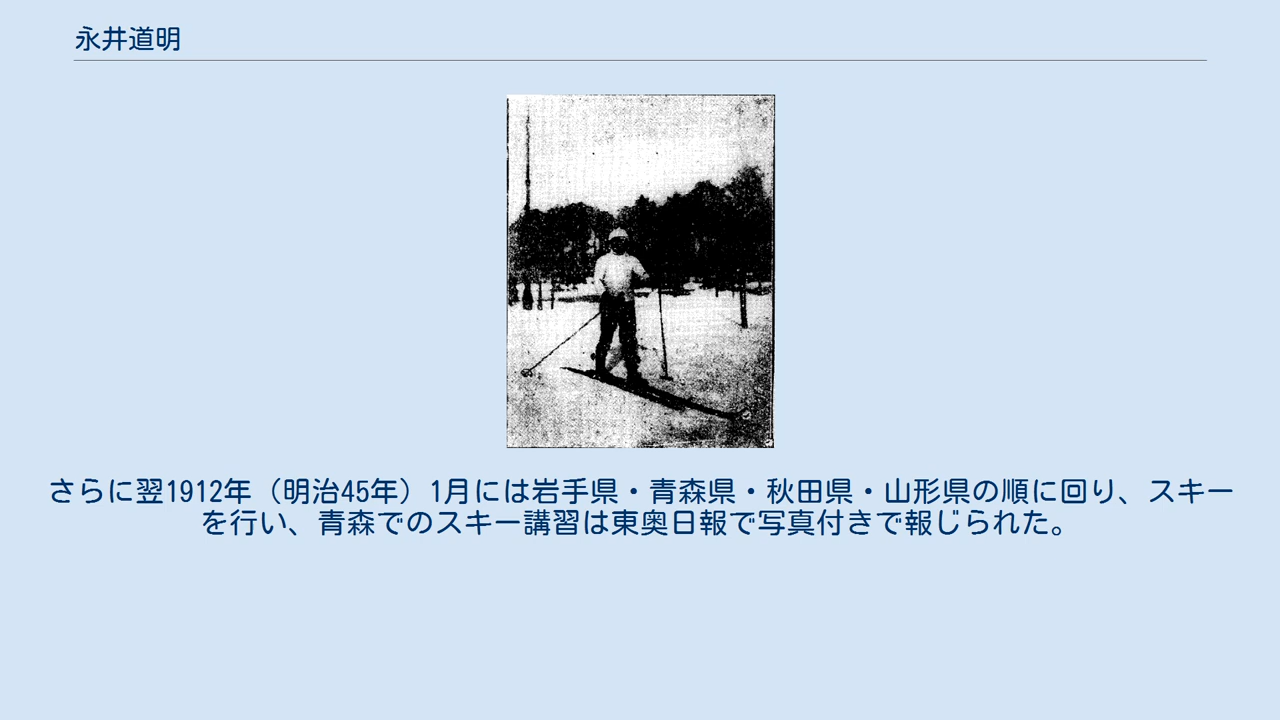 永井道明
さらに翌1912年（明治45年）1月には岩手県・青森県・秋田県・山形県の順に回り、スキー
を行い、青森でのスキー講習は東奥日報で写真付きで報じられた。